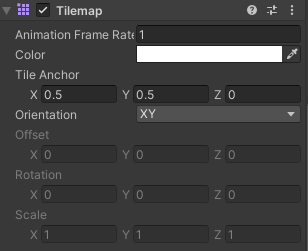 Tilemap
Animation Frame Rate 1
Color
Tile Anchor
X 0.5 Y 0.5 Z 0
Orientation XY
Offset
X 0 Y 0 Z 0
Rotation
X 0 Y 0 Z 0
Scale
X 1 Y 1 Z 1